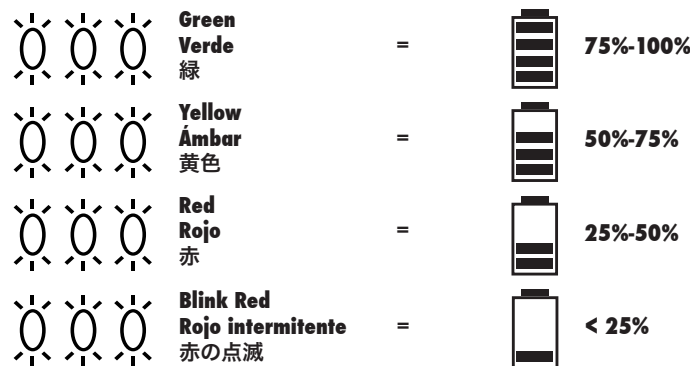 Green
Verde = 75%-100%
緑
Yellow
Ámbar = 50%-75%
黄色
Red
Rojo = 25%-50%
赤
Blink Red
Rojo intermitente = < 25%
赤の点滅